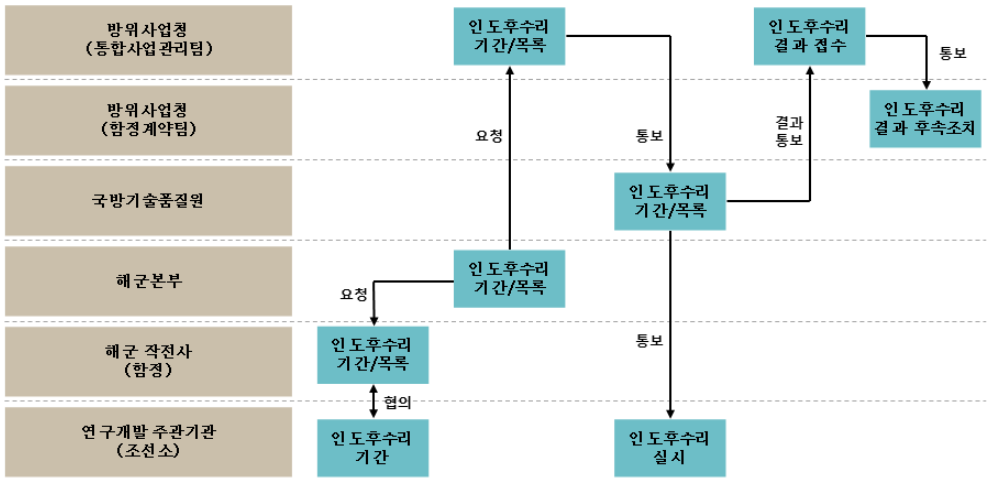 방위사업청
(통합사업관리팀)
인도후수리
기간/목록
인도후수리
결과 접수
통보
방위사업청
(함정계약팀)
요청
통보
결과
통보
인도후수리
결과 후속조치
국방기술품질원
인도후수리
기간/목록
해군본부
인도후수리
기간/목록
요청
해군 작전사
(함정)
인도후수리
기간/목록
통보
협의
연구개발 주관기관
(조선소)
인도후수리
기간
인도후수리
실시